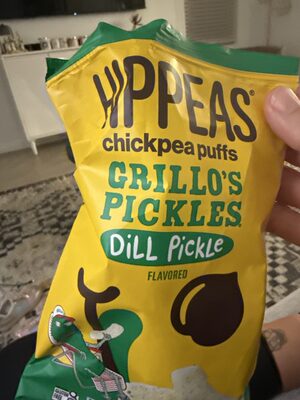 HIPPEAS®
chickpea puffs
GRILLO'S
PICKLES
DiLL PickLe
FLAVORED